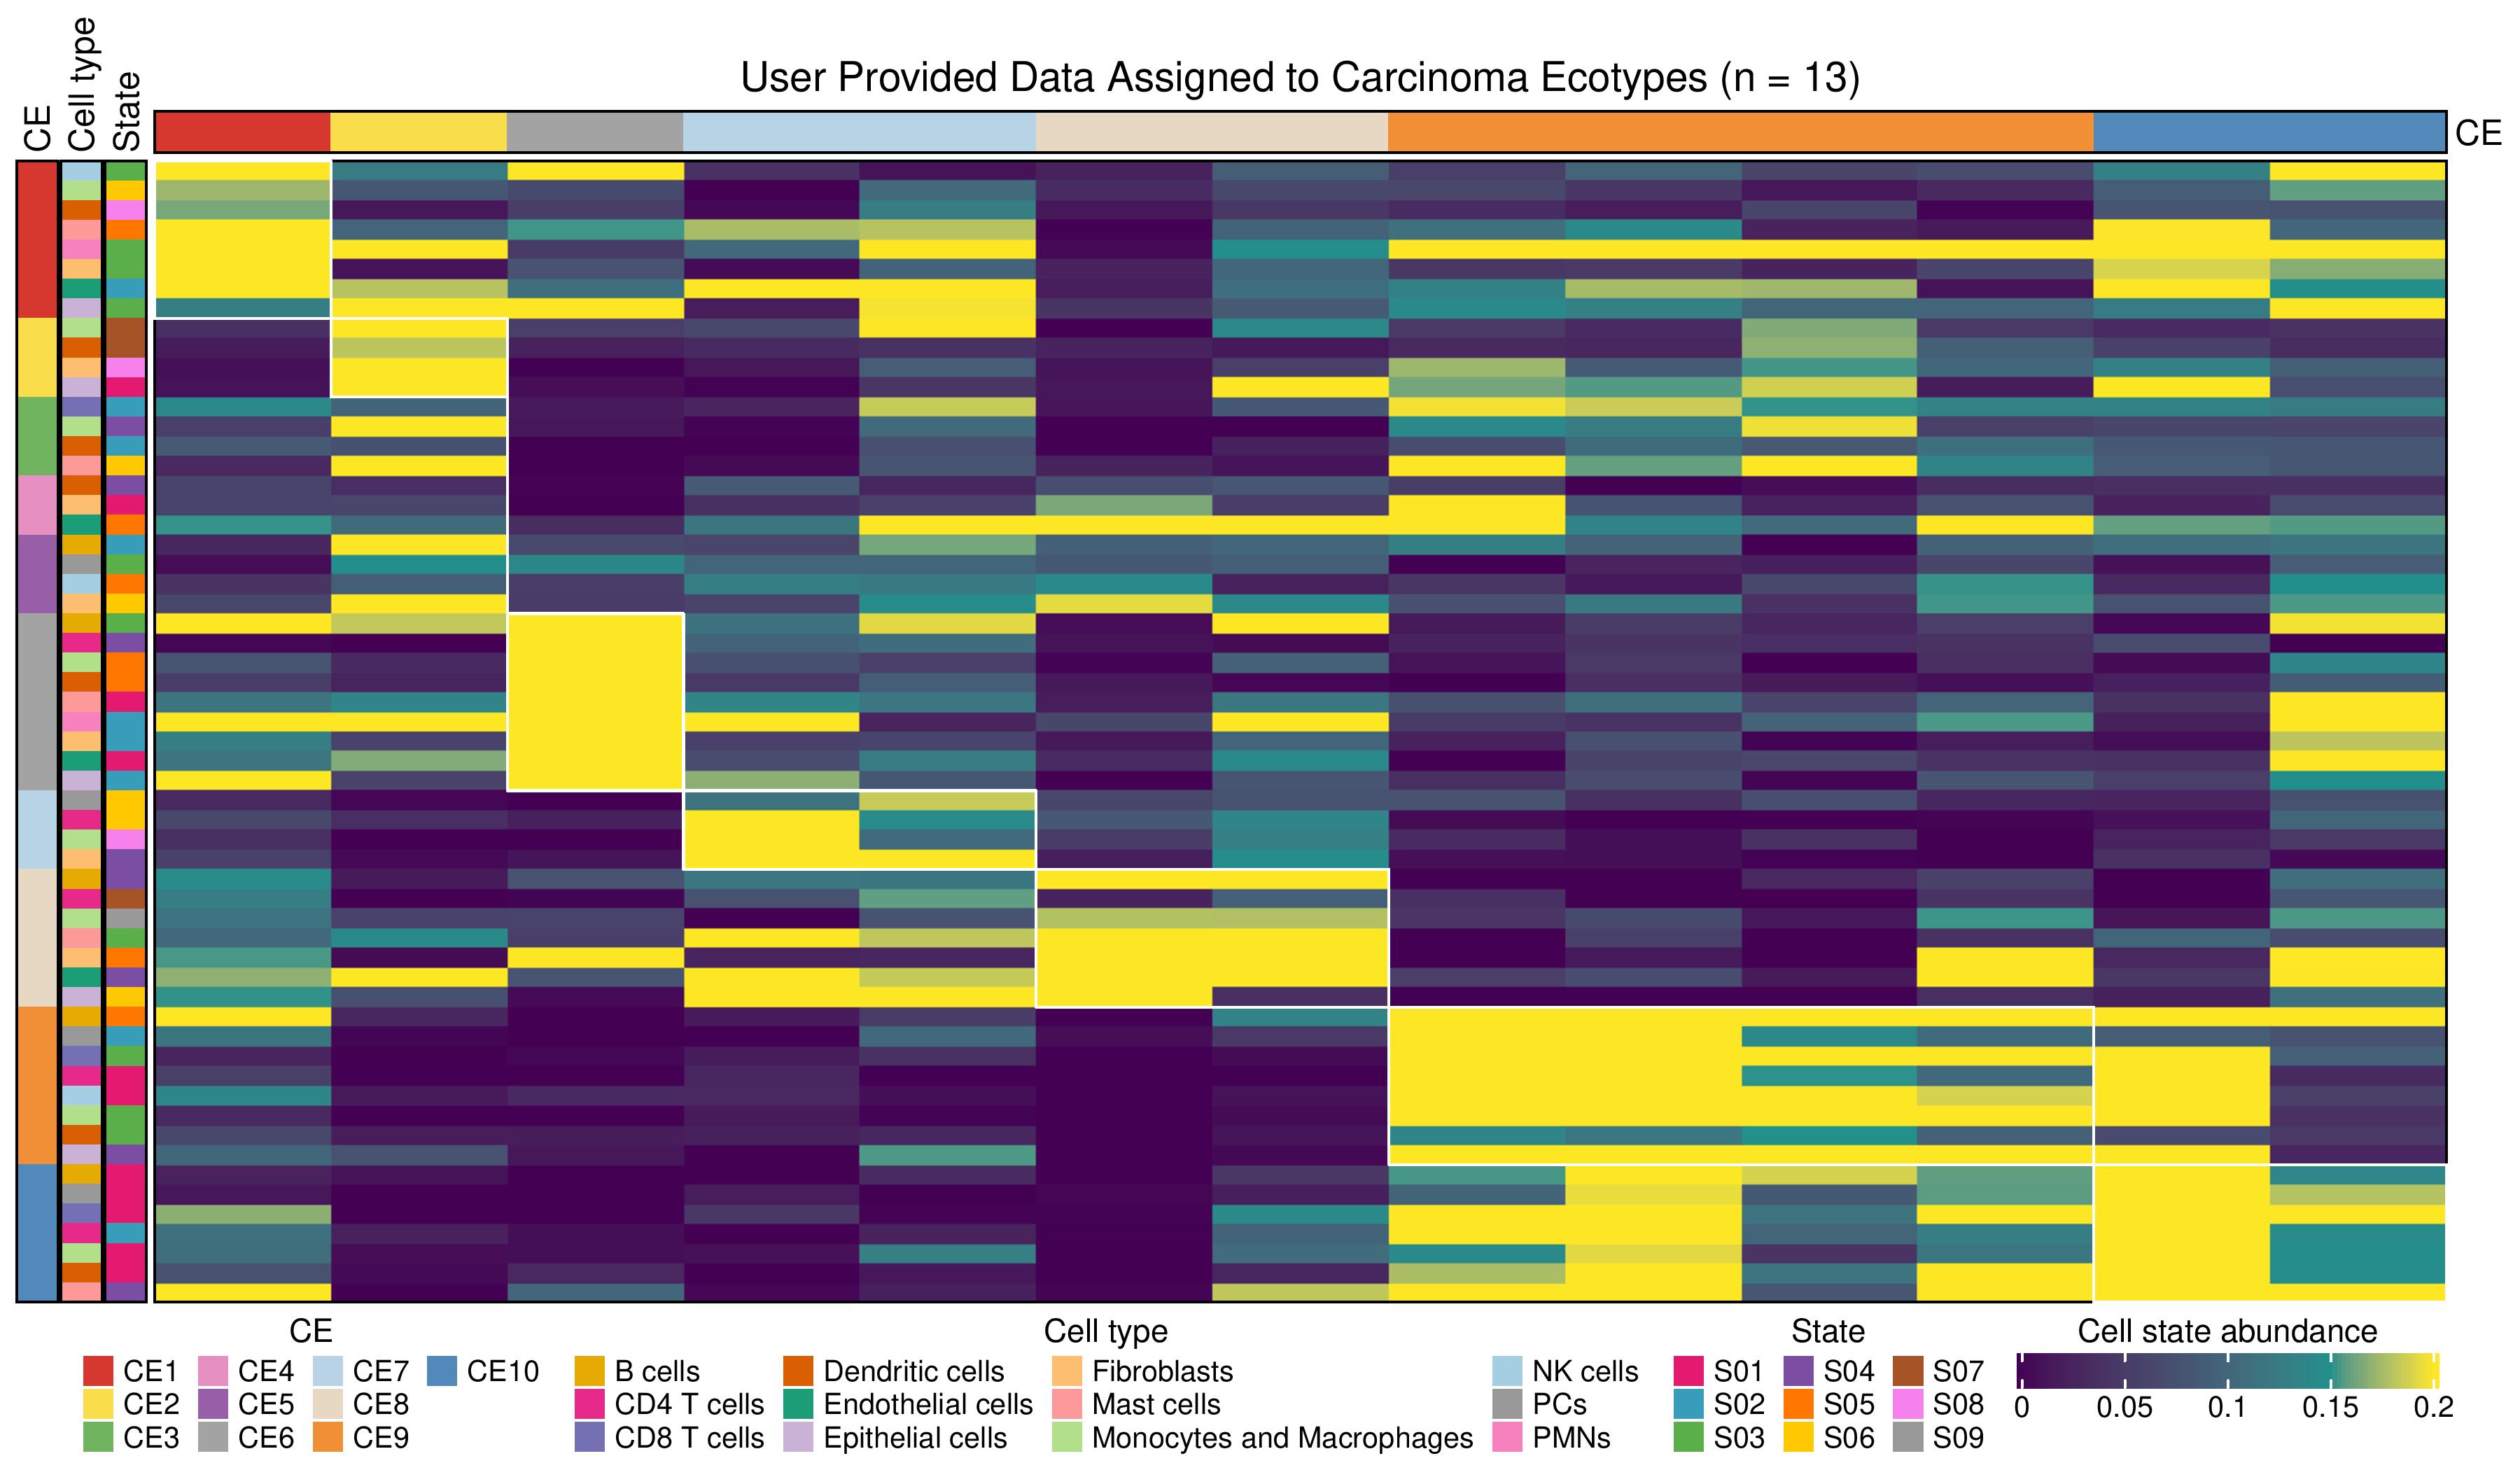 User Provided Data Assigned to Carcinoma Ecotypes (n = 13)
CE
Cell type
State
CE
CE
Cell type
State
Cell state abundance
CE1
CE4
CE7
CE10
B cells
Dendritic cells
Fibroblasts
NK cells
S01
S04
S07
CE2
CE5
CE8
CD4 T cells
Endothelial cells
Mast cells
PCs
S02
S05
S08
0
0.05
0.1
0.15
0.2
CE3
CE6
CE9
CD8 T cells
Epithelial cells
Monocytes and Macrophages
PMNs
S03
S06
S09